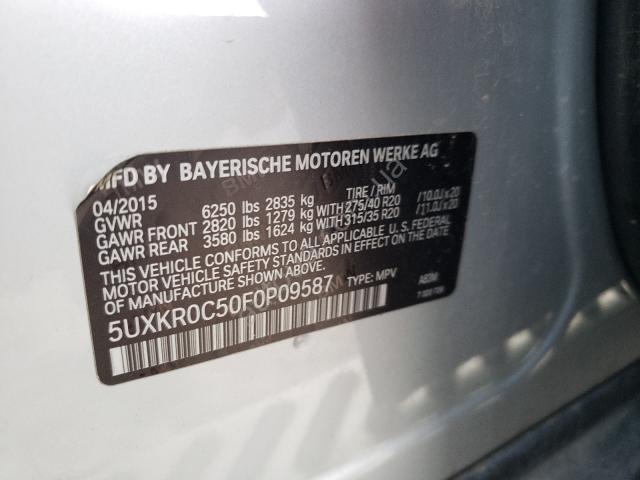 MFD BY BAYERISCHE MOTOREN WERKE AG
04/2015 TIRE / RIM
GVWR 6250 lbs 2835 kg
GAWR FRONT 2820 lbs 1279 kg WITH 275/40 R20 / 10.0J x 20
GAWR REAR 3580 lbs 1624 kg WITH 315/35 R20 / 11.0J x 20
THIS VEHICLE CONFORMS TO ALL APPLICABLE U.S. FEDERAL
MOTOR VEHICLE SAFETY STANDARDS IN EFFECT ON THE DATE
OF MANUFACTURE SHOWN ABOVE.
5UXKR0C50F0P09587 TYPE: MPV A83M